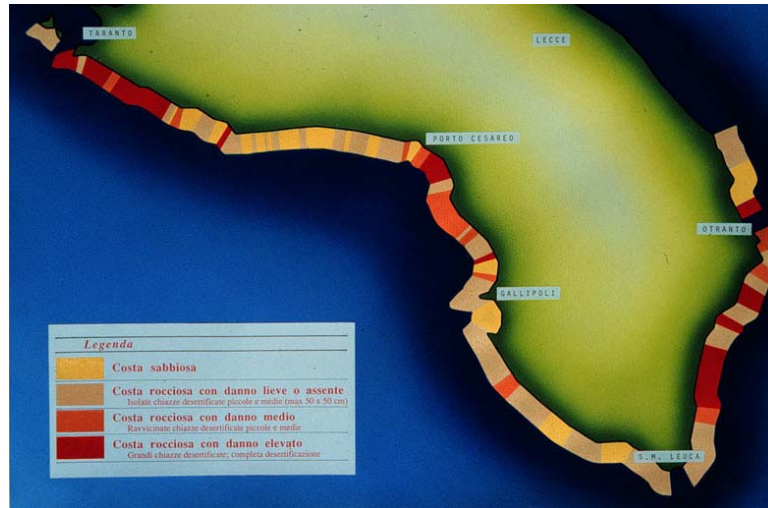 TARANTO
LECCE
PORTO CESAREO
OTRANTO
GALLIPOLI
S.M. LEUCA
Legenda
Costa sabbiosa
Costa rocciosa con danno lieve o assente
Isolate chiazze desertificate piccole e medie (max 50 x 50 cm)
Costa rocciosa con danno medio
Ravvicinate chiazze desertificate piccole e medie
Costa rocciosa con danno elevato
Grandi chiazze desertificate; completa desertificazione